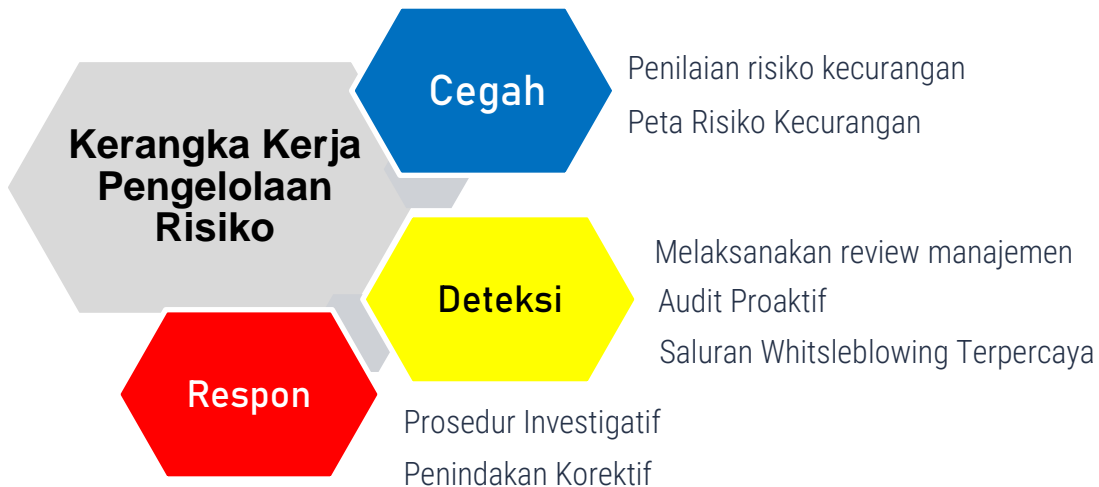 Kerangka Kerja
Pengelolaan
Risiko
Cegah
Penilaian risiko kecurangan
Peta Risiko Kecurangan
Deteksi
Melaksanakan review manajemen
Audit Proaktif
Saluran Whitsleblowing Terpercaya
Respon
Prosedur Investigatif
Penindakan Korektif